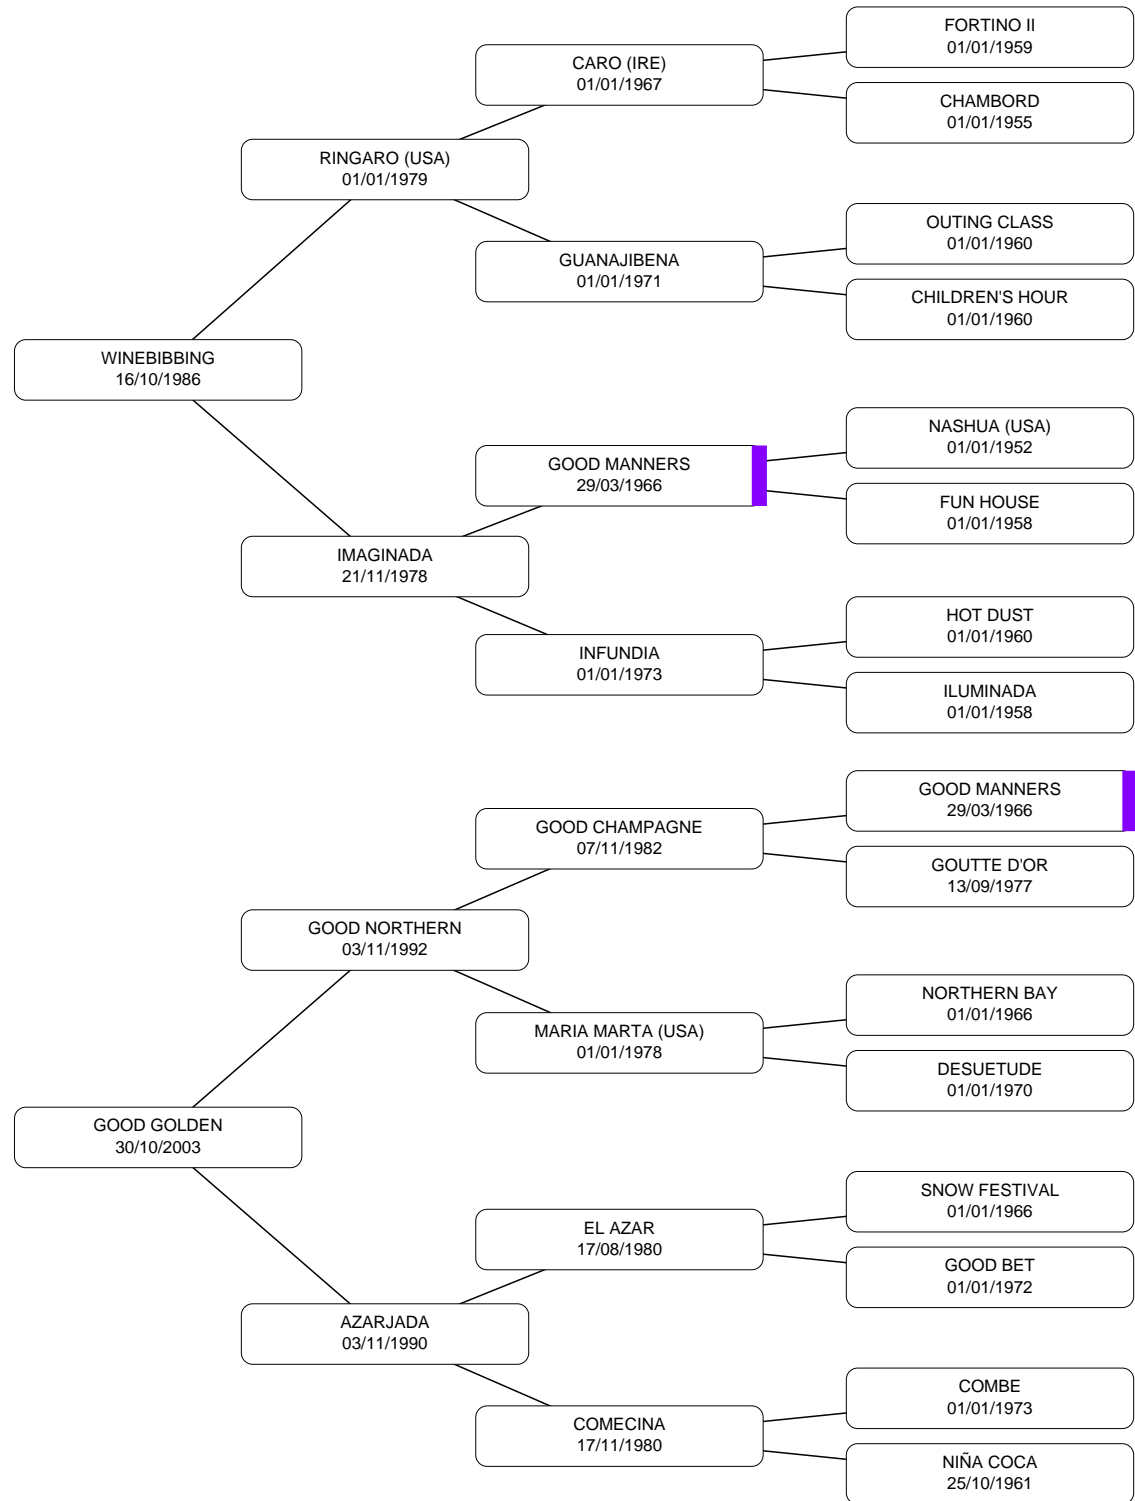 FORTINO II
01/01/1959
CARO (IRE)
01/01/1967
CHAMBORD
01/01/1955
RINGARO (USA)
01/01/1979
OUTING CLASS
01/01/1960
GUANAJIBENA
01/01/1971
CHILDREN'S HOUR
01/01/1960
WINEBIBBING
16/10/1986
NASHUA (USA)
01/01/1952
GOOD MANNERS
29/03/1966
FUN HOUSE
01/01/1958
IMAGINADA
21/11/1978
HOT DUST
01/01/1960
INFUNDIA
01/01/1973
ILUMINADA
01/01/1958
GOOD MANNERS
29/03/1966
GOOD CHAMPAGNE
07/11/1982
GOUTTE D'OR
13/09/1977
GOOD NORTHERN
03/11/1992
NORTHERN BAY
01/01/1966
MARIA MARTA (USA)
01/01/1978
DESUETUDE
01/01/1970
GOOD GOLDEN
30/10/2003
SNOW FESTIVAL
01/01/1966
EL AZAR
17/08/1980
GOOD BET
01/01/1972
AZARJADA
03/11/1990
COMBE
01/01/1973
COMECINA
17/11/1980
NIÑA COCA
25/10/1961